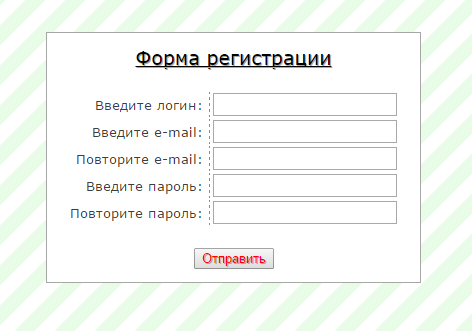 Форма регистрации
Введите логин:
Введите e-mail:
Повторите e-mail:
Введите пароль:
Повторите пароль:
Отправить